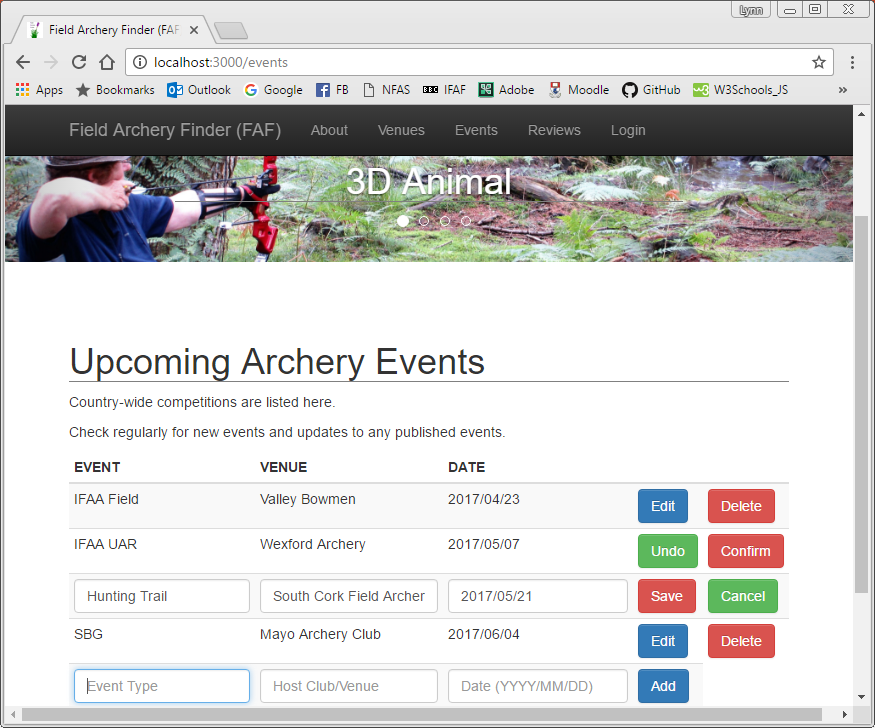 Lynn
Field Archery Finder (FAF
localhost:3000/events
Apps Bookmarks Outlook Google FB NFAS BBC IFAF Adobe Moodle GitHub W3Schools_JS »
Field Archery Finder (FAF) About Venues Events Reviews Login
3D Animal
Upcoming Archery Events
Country-wide competitions are listed here.
Check regularly for new events and updates to any published events.
EVENT VENUE DATE
IFAA Field Valley Bowmen 2017/04/23 Edit Delete
IFAA UAR Wexford Archery 2017/05/07 Undo Confirm
Hunting Trail South Cork Field Archer 2017/05/21 Save Cancel
SBG Mayo Archery Club 2017/06/04 Edit Delete
Event Type Host Club/Venue Date (YYYY/MM/DD) Add